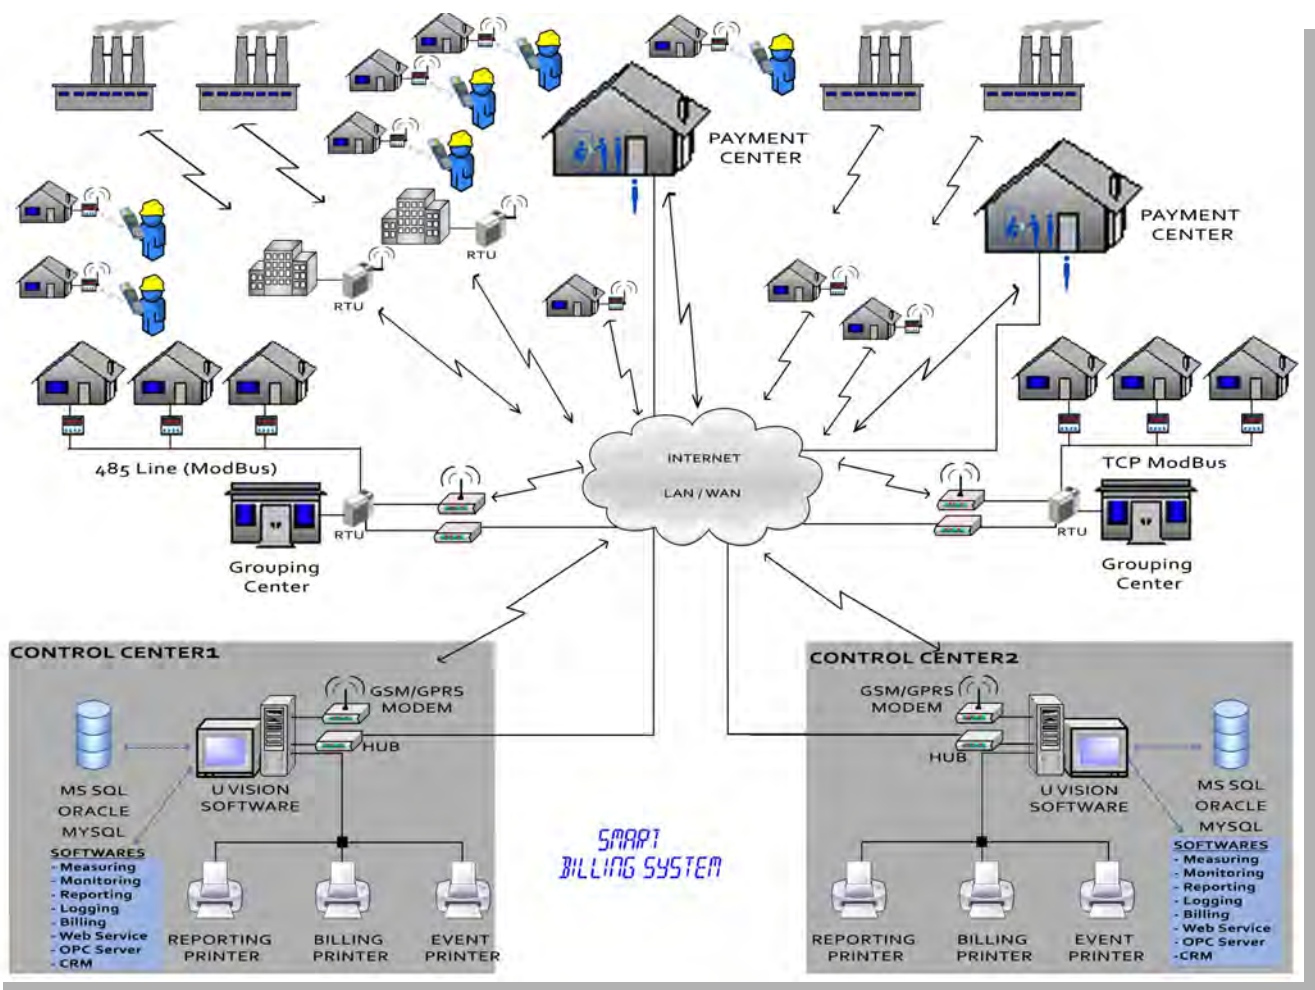 PAYMENT
CENTER
PAYMENT
CENTER
RTU
RTU
485 Line (ModBus)
TCP ModBus
INTERNET
LAN / WAN
RTU
RTU
Grouping
Center
Grouping
Center
CONTROL CENTER1
GSM/GPRS
MODEM
HUB
U VISION
SOFTWARE
MS SQL
ORACLE
MYSQL
SOFTWARES
- Measuring
- Monitoring
- Reporting
- Logging
- Billing
- Web Service
- OPC Server
- CRM
REPORTING
PRINTER
BILLING
PRINTER
EVENT
PRINTER
SMART
BILLING SYSTEM
CONTROL CENTER2
GSM/GPRS
MODEM
HUB
U VISION
SOFTWARE
MS SQL
ORACLE
MYSQL
SOFTWARES
- Measuring
- Monitoring
- Reporting
- Logging
- Billing
- Web Service
- OPC Server
-CRM
REPORTING
PRINTER
BILLING
PRINTER
EVENT
PRINTER